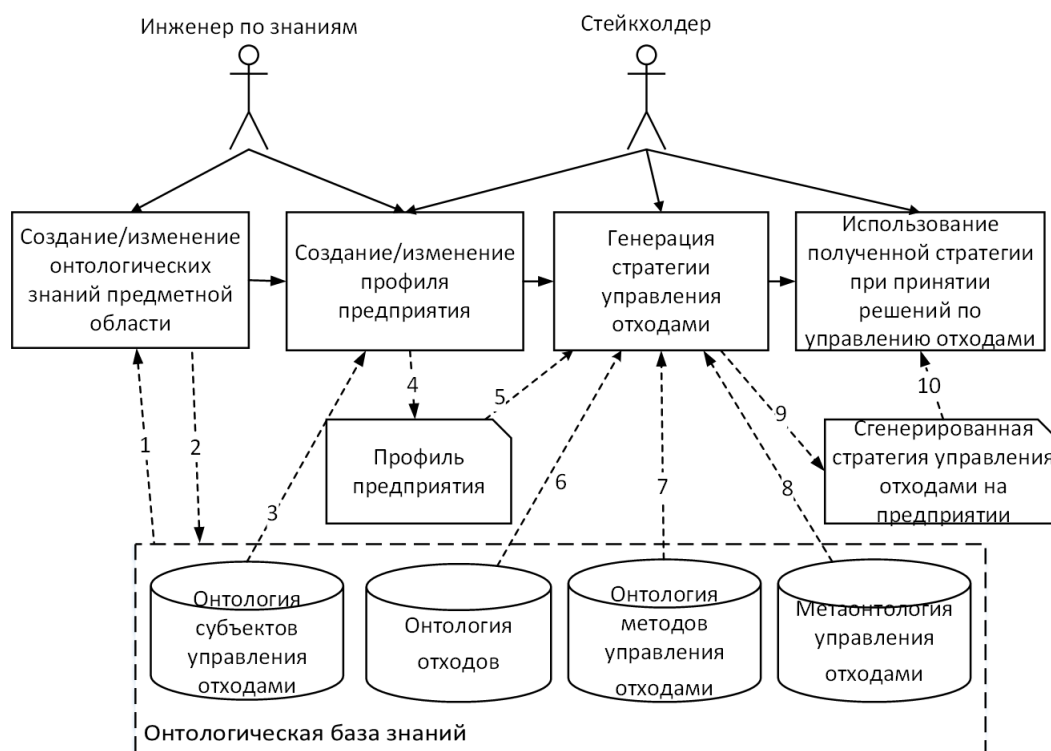 Инженер по знаниям
Стейкхолдер
Создание/изменение
онтологических
знаний предметной
области
Создание/изменение
профиля
предприятия
Генерация
стратегии
управления
отходами
Использование
полученной стратегии
при принятии
решений по
управлению отходами
1
2
3
4
5
6
7
8
9
10
Профиль
предприятия
Сгенерированная
стратегия управления
отходами на
предприятии
Онтология
субъектов
управления
отходами
Онтология
отходов
Онтология
методов
управления
отходами
Метаонтология
управления
отходами
Онтологическая база знаний